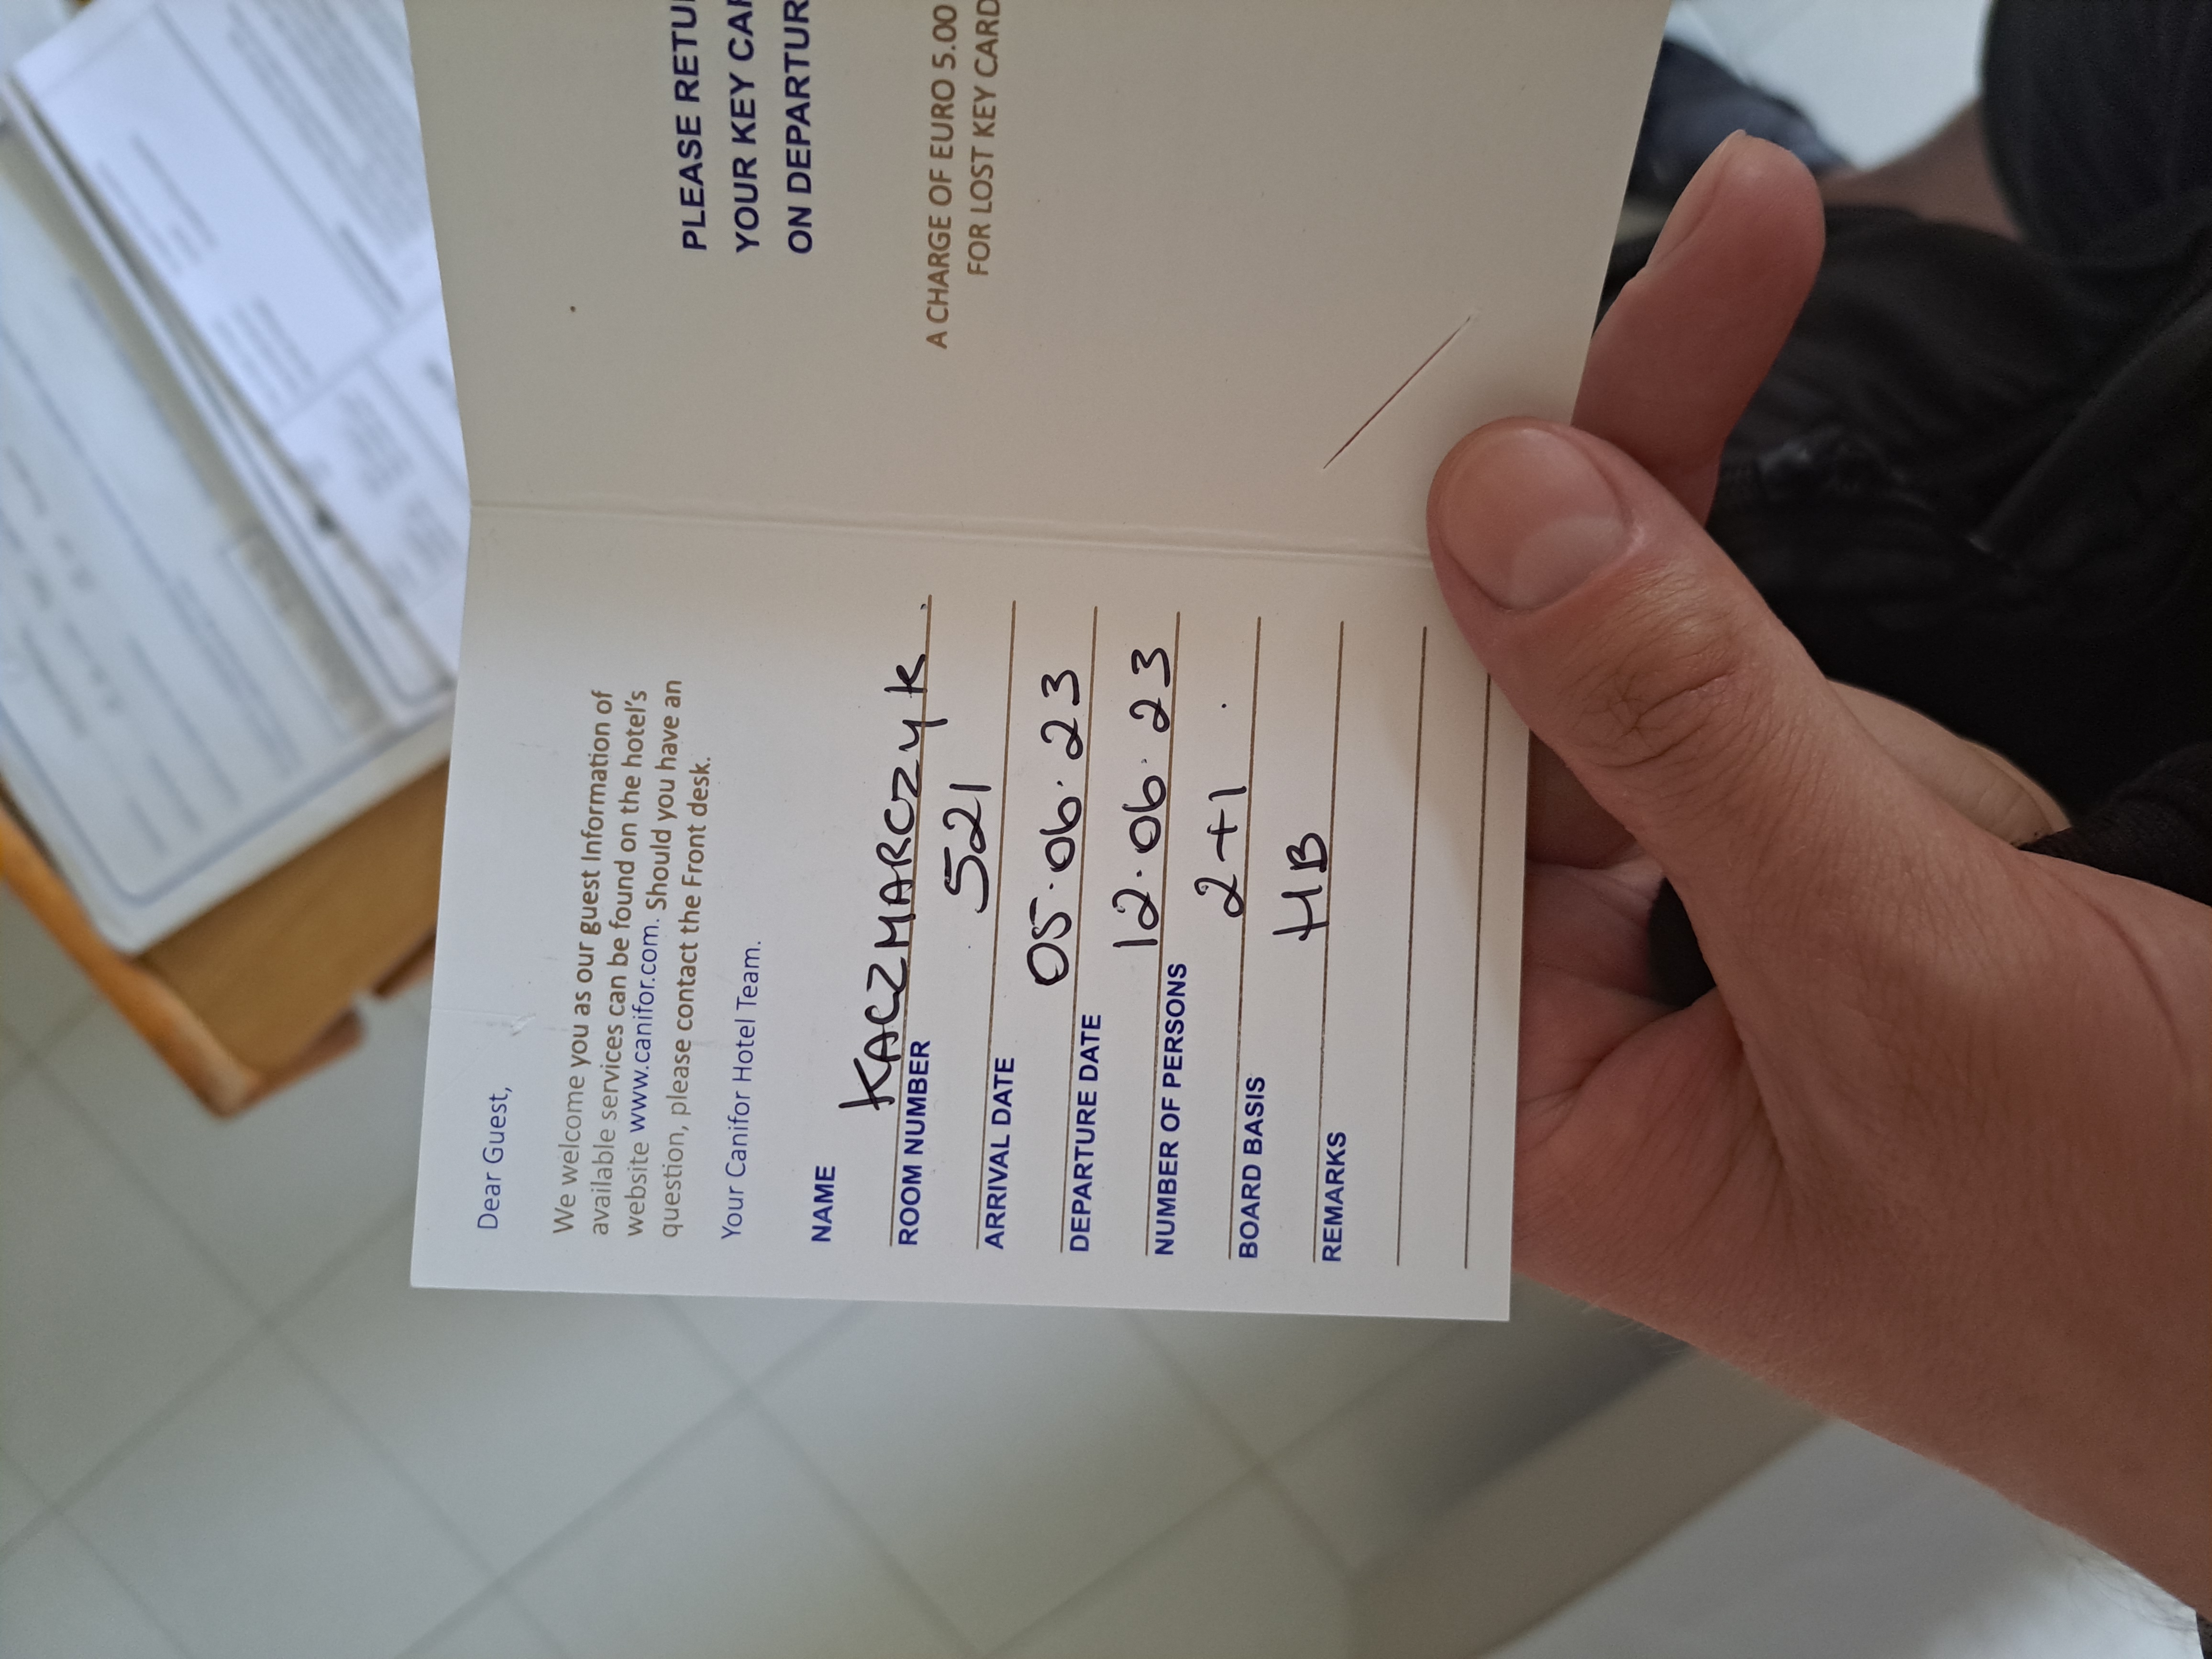 Dear Guest,
We welcome you as our guest Information of
available services can be found on the hotel's
website www.canifor.com. Should you have an
question, please contact the Front desk.
Your Canifor Hotel Team.
NAME
KACZMARCZYK
ROOM NUMBER
521
ARRIVAL DATE
05.06.23
DEPARTURE DATE
12.06.23
NUMBER OF PERSONS
2+1
BOARD BASIS
HB
REMARKS
PLEASE
YOUR KEY
ON
A CHARGE OF EURO 5.00
FOR LOST KEY CARD